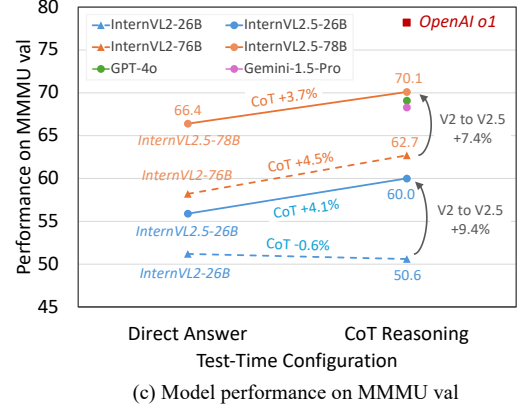 80
75
70
65
60
55
50
45
Performance on MMMU val
InternVL2-26B
InternVL2.5-26B
InternVL2-76B
InternVL2.5-78B
GPT-4o
Gemini-1.5-Pro
OpenAI o1
66.4
CoT +3.7%
70.1
InternVL2.5-78B
V2 to V2.5
+7.4%
InternVL2-76B
CoT +4.5%
62.7
InternVL2.5-26B
CoT +4.1%
60.0
V2 to V2.5
+9.4%
InternVL2-26B
CoT -0.6%
50.6
Direct Answer
CoT Reasoning
Test-Time Configuration
(c) Model performance on MMMU val